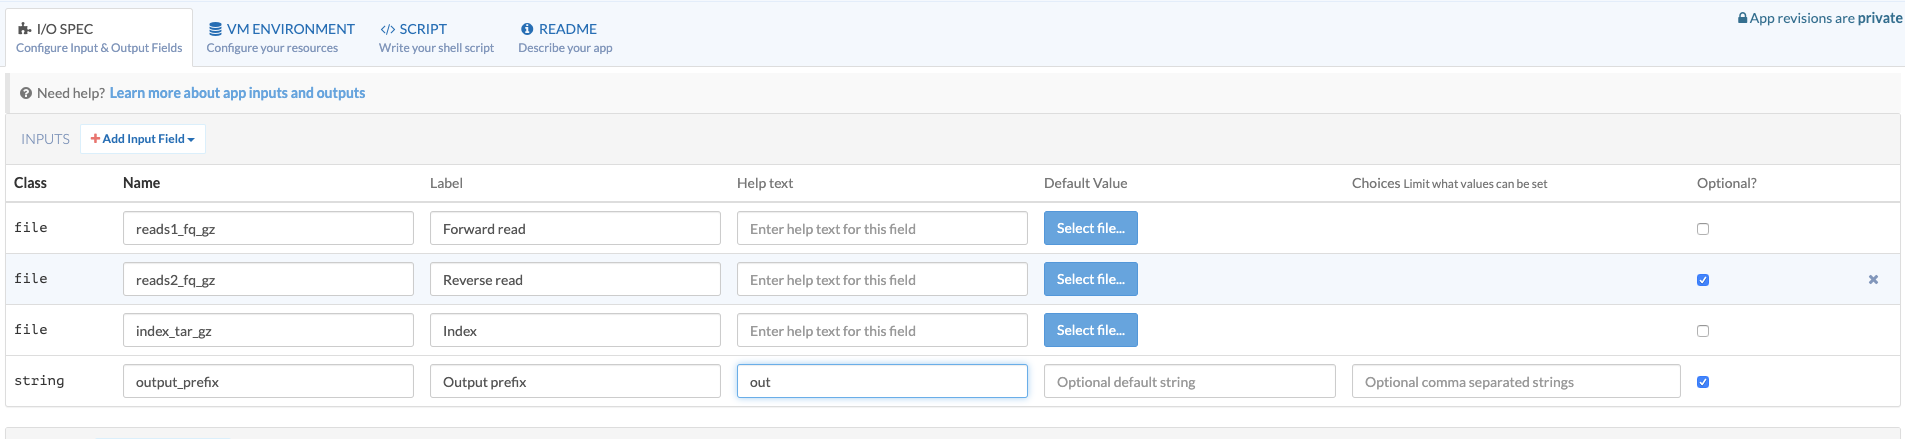 I/O SPEC
Configure Input & Output Fields
VM ENVIRONMENT
Configure your resources
</> SCRIPT
Write your shell script
README
Describe your app
App revisions are private
Need help? Learn more about app inputs and outputs
INPUTS + Add Input Field
Class Name Label Help text Default Value Choices Limit what values can be set Optional?
file reads1_fq_gz Forward read Enter help text for this field Select file...
file reads2_fq_gz Reverse read Enter help text for this field Select file...
file index_tar_gz Index Enter help text for this field Select file...
string output_prefix Output prefix out Optional default string Optional comma separated strings